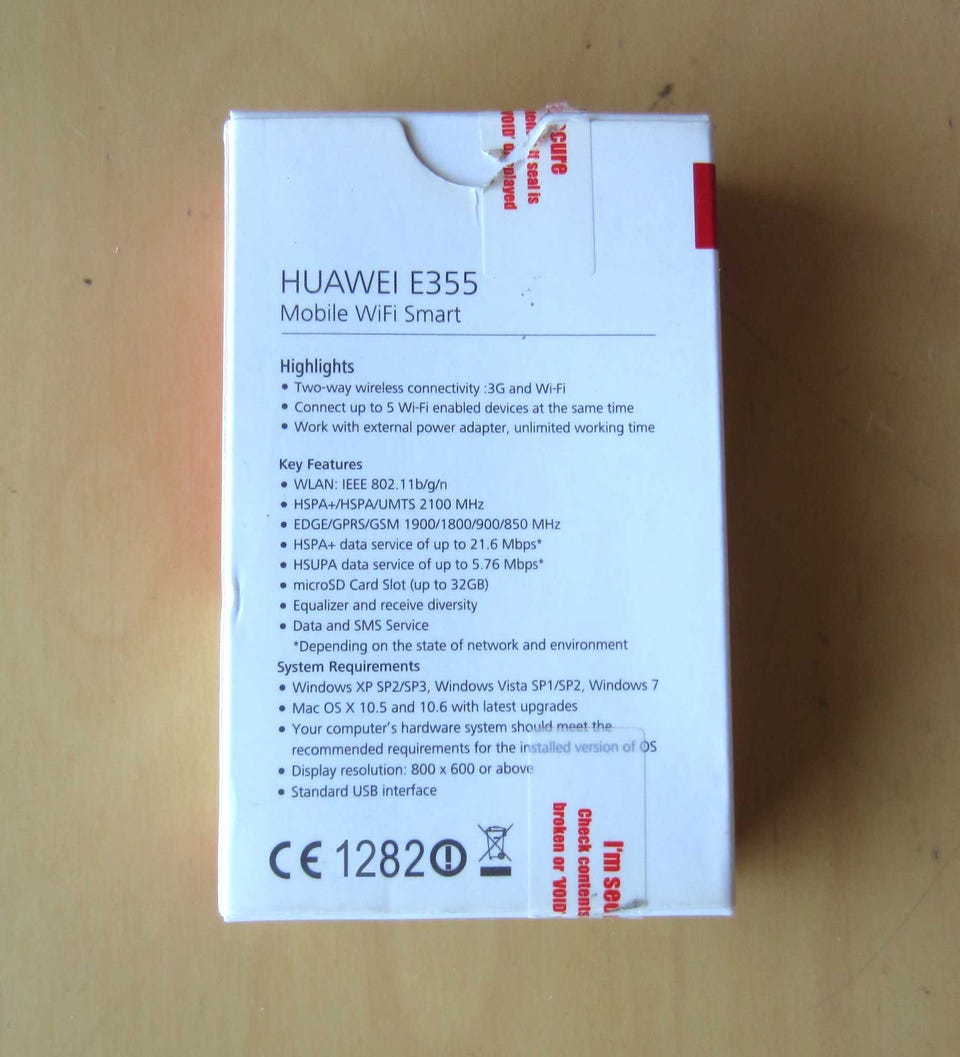 cure
. If seal is
'VOID' displayed
HUAWEI E355
Mobile WiFi Smart
Highlights
• Two-way wireless connectivity :3G and Wi-Fi
• Connect up to 5 Wi-Fi enabled devices at the same time
• Work with external power adapter, unlimited working time
Key Features
• WLAN: IEEE 802.11b/g/n
• HSPA+/HSPA/UMTS 2100 MHz
• EDGE/GPRS/GSM 1900/1800/900/850 MHz
• HSPA+ data service of up to 21.6 Mbps*
• HSUPA data service of up to 5.76 Mbps*
• microSD Card Slot (up to 32GB)
• Equalizer and receive diversity
• Data and SMS Service
*Depending on the state of network and environment
System Requirements
• Windows XP SP2/SP3, Windows Vista SP1/SP2, Windows 7
• Mac OS X 10.5 and 10.6 with latest upgrades
• Your computer's hardware system should meet the
recommended requirements for the installed version of OS
• Display resolution: 800 x 600 or above
• Standard USB interface
CE 1282
I'm sec
Check contents
broken or 'VOID'